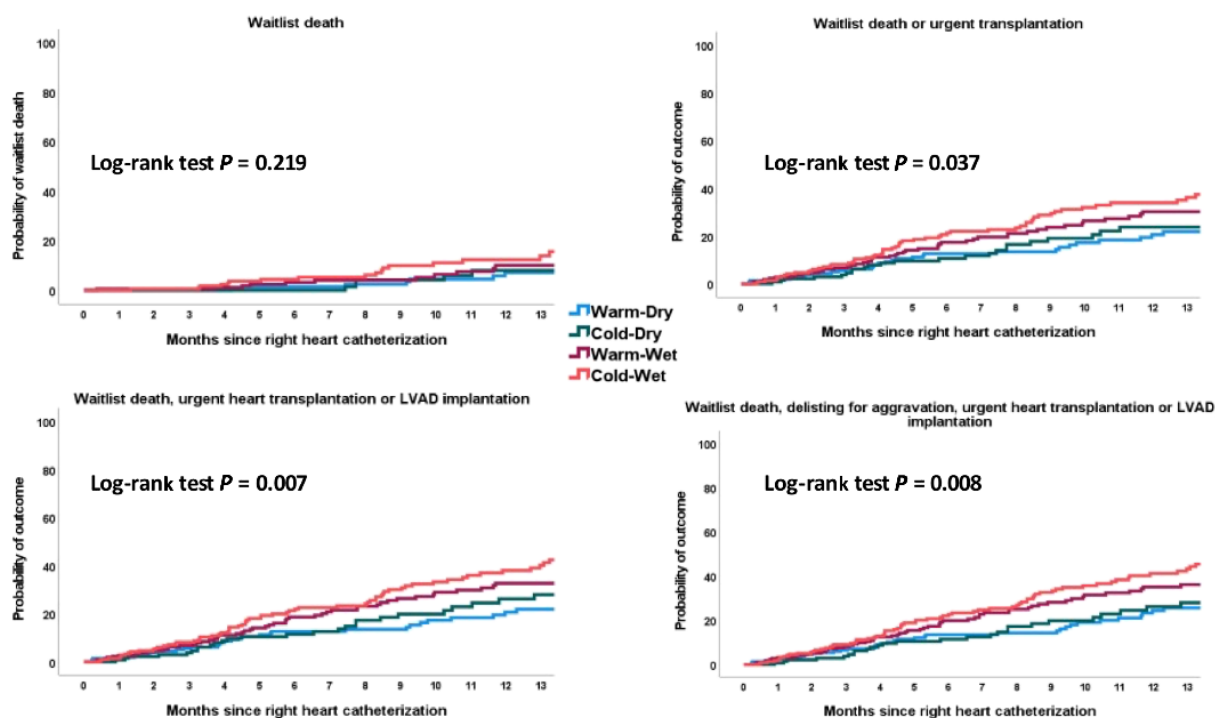 Waitlist death
100
80
60
40
20
0
Probability of waitlist death
Log-rank test P = 0.219
0 1 2 3 4 5 6 7 8 9 10 11 12 13
Months since right heart catheterization
Waitlist death or urgent transplantation
100
80
60
40
20
0
Probability of outcome
Log-rank test P = 0.037
0 1 2 3 4 5 6 7 8 9 10 11 12 13
Months since right heart catheterization
Warm-Dry
Cold-Dry
Warm-Wet
Cold-Wet
Waitlist death, urgent heart transplantation or LVAD implantation
100
80
60
40
20
0
Probability of outcome
Log-rank test P = 0.007
0 1 2 3 4 5 6 7 8 9 10 11 12 13
Months since right heart catheterization
Waitlist death, delisting for aggravation, urgent heart transplantation or LVAD
implantation
100
80
60
40
20
0
Probability of outcome
Log-rank test P = 0.008
0 1 2 3 4 5 6 7 8 9 10 11 12 13
Months since right heart catheterization